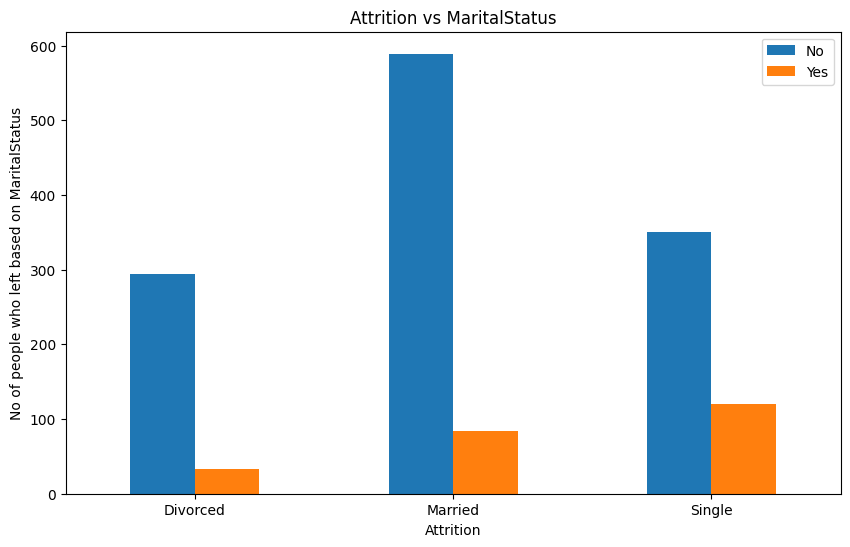 Attrition vs MaritalStatus
No of people who left based on MaritalStatus
600
500
400
300
200
100
0
No
Yes
Divorced Married Single
Attrition